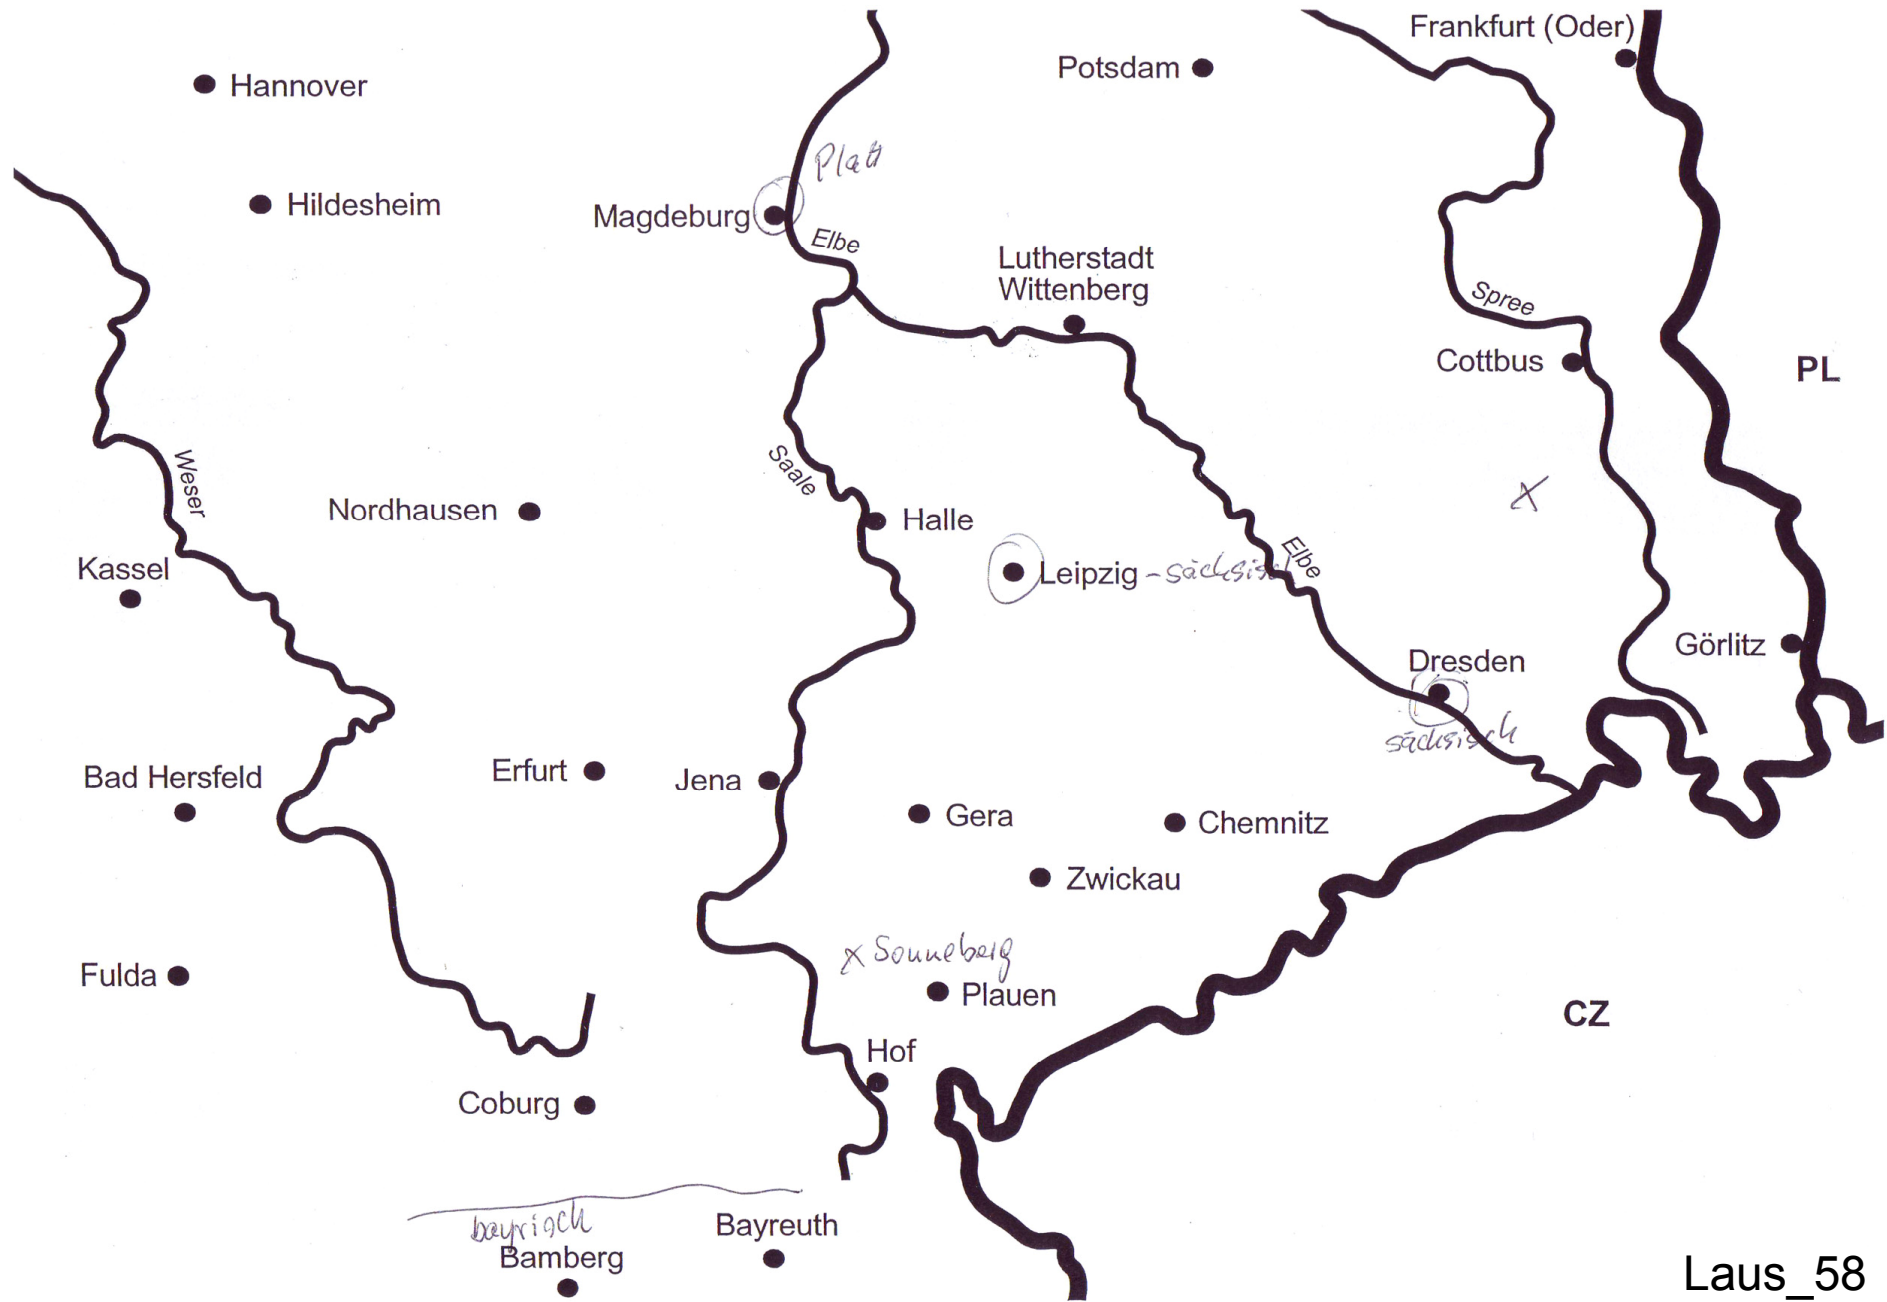 Frankfurt (Oder)
Potsdam
Hannover
Platt
Hildesheim
Magdeburg
Elbe
Lutherstadt
Wittenberg
Spree
Cottbus
PL
Weser
Saale
Nordhausen
Halle
X
Kassel
Leipzig - sächsisch
Elbe
Görlitz
Dresden
sächsisch
Bad Hersfeld
Erfurt
Jena
Gera
Chemnitz
Zwickau
x Sonneberg
Fulda
Plauen
CZ
Hof
Coburg
bayrisch
Bayreuth
Bamberg
Laus_58